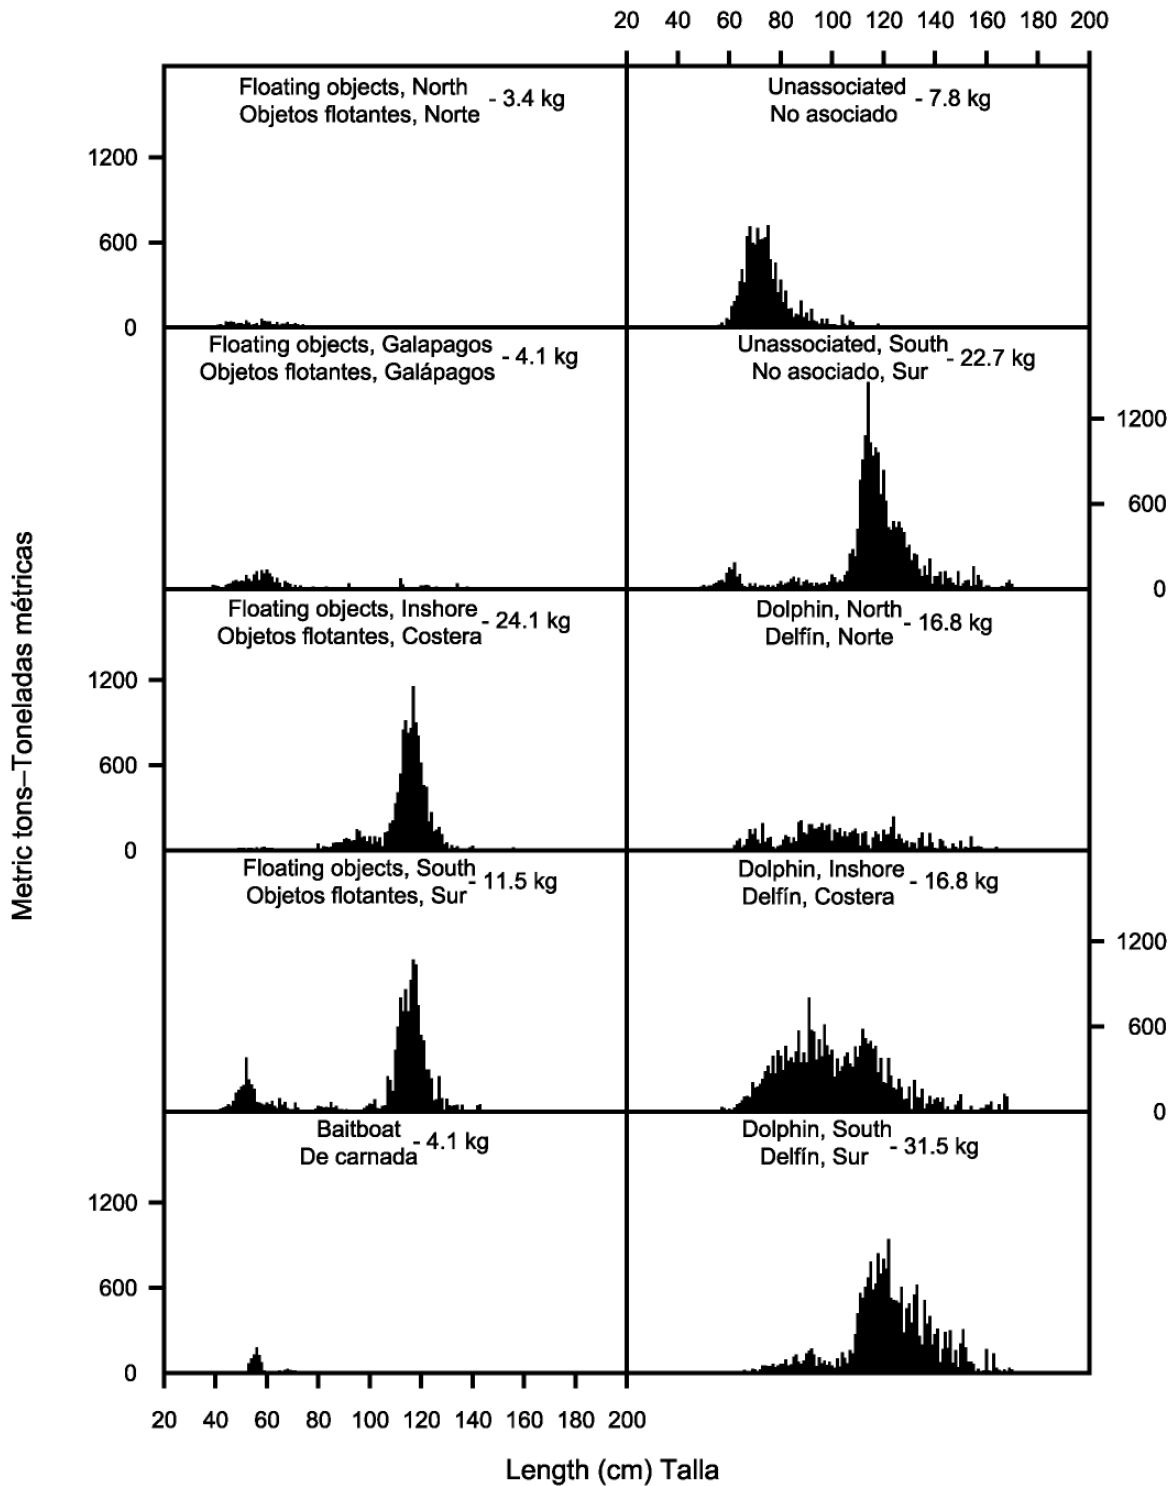 20 40 60 80 100 120 140 160 180 200
Floating objects, North
Objetos flotantes, Norte
- 3.4 kg
Unassociated
No asociado
- 7.8 kg
1200
600
0
Floating objects, Galapagos
Objetos flotantes, Galápagos
- 4.1 kg
Unassociated, South
No asociado, Sur
- 22.7 kg
1200
600
0
Floating objects, Inshore
Objetos flotantes, Costera
- 24.1 kg
Dolphin, North
Delfín, Norte
- 16.8 kg
1200
600
0
Floating objects, South
Objetos flotantes, Sur
- 11.5 kg
Dolphin, Inshore
Delfín, Costera
- 16.8 kg
1200
600
0
Baitboat
De carnada
- 4.1 kg
Dolphin, South
Delfín, Sur
- 31.5 kg
1200
600
0
20 40 60 80 100 120 140 160 180 200
Metric tons–Toneladas métricas
Length (cm) Talla